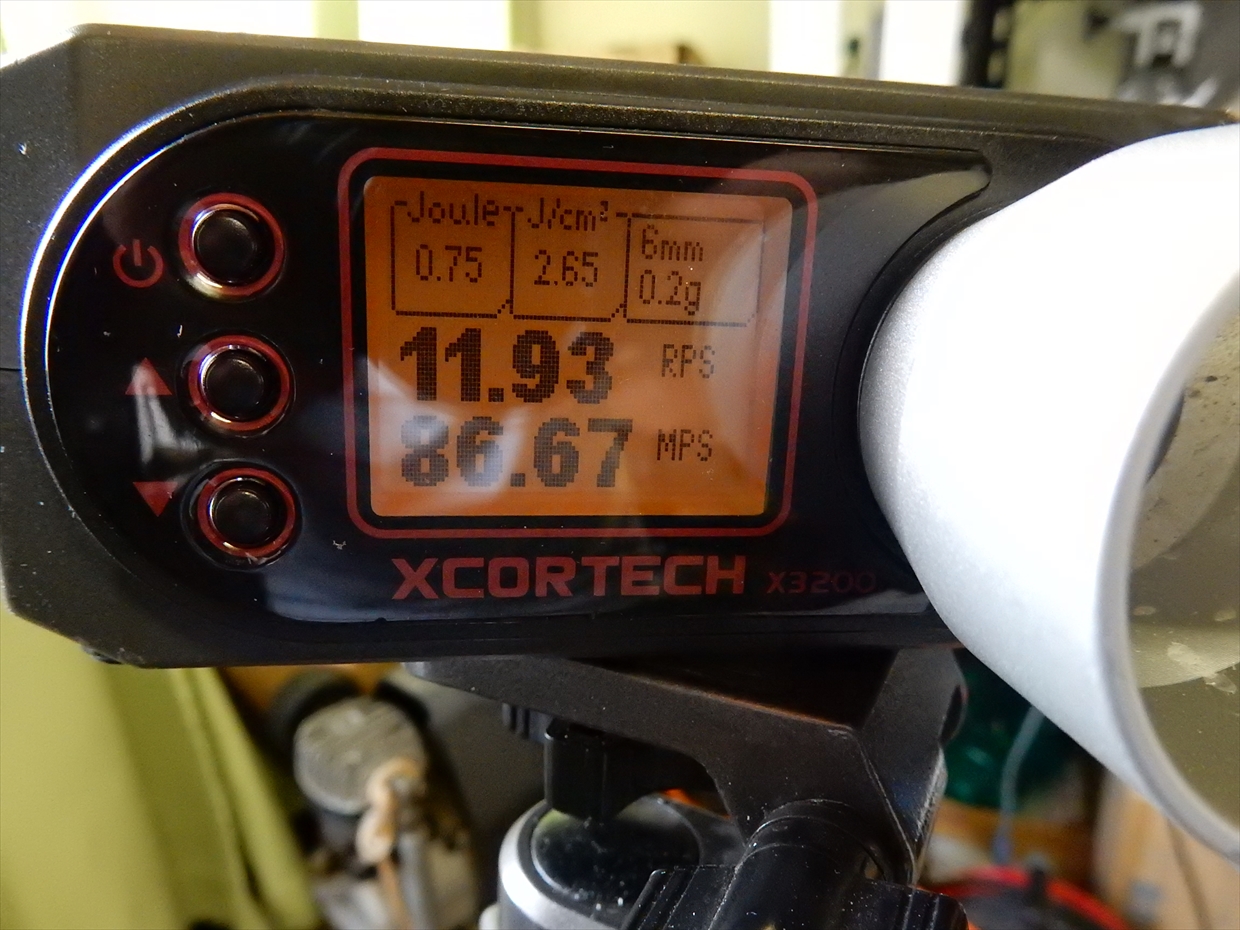 Joule J/cm²
0.75 2.65 6mm
0.2g
11.93 RPS
86.67 MPS
XCORTECH X3200